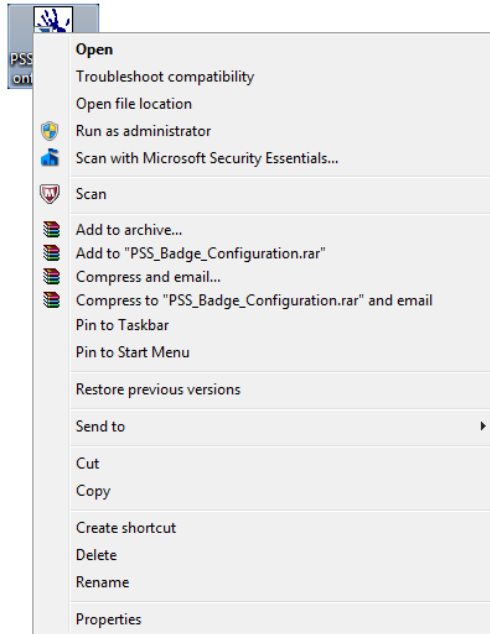 PSS
ont
Open
Troubleshoot compatibility
Open file location
Run as administrator
Scan with Microsoft Security Essentials...
Scan
Add to archive...
Add to "PSS_Badge_Configuration.rar"
Compress and email...
Compress to "PSS_Badge_Configuration.rar" and email
Pin to Taskbar
Pin to Start Menu
Restore previous versions
Send to
Cut
Copy
Create shortcut
Delete
Rename
Properties